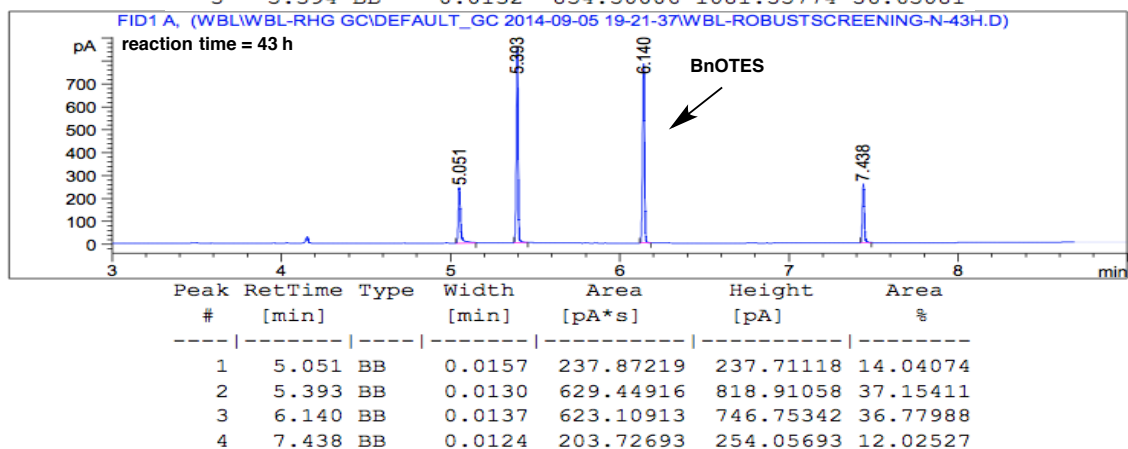 FID1 A, (WBL\WBL-RHG GC\DEFAULT_GC 2014-09-05 19-21-37\WBL-ROBUSTSCREENING-N-43H.D)
pA
reaction time = 43 h
5.051
5.393
6.140
7.438
BnOTES
700
600
500
400
300
200
100
0
3 4 5 6 7 8 min
Peak RetTime Type Width Area Height Area
# [min] [min] [pA*s] [pA] %
----|-------|----|-------|----------|----------|--------
1 5.051 BB 0.0157 237.87219 237.71118 14.04074
2 5.393 BB 0.0130 629.44916 818.91058 37.15411
3 6.140 BB 0.0137 623.10913 746.75342 36.77988
4 7.438 BB 0.0124 203.72693 254.05693 12.02527